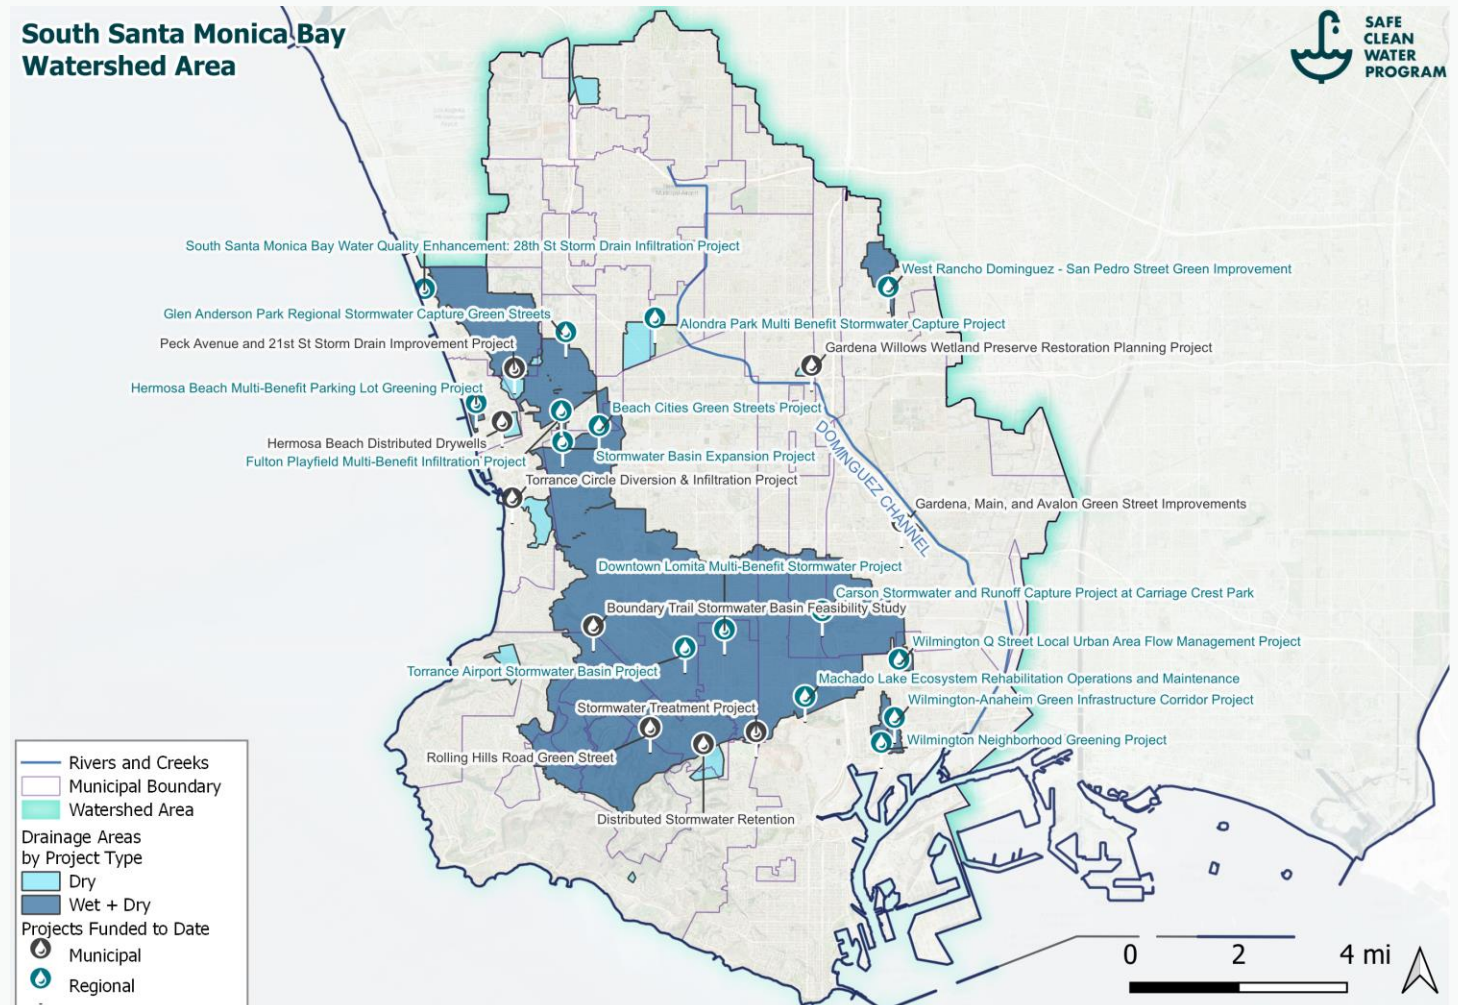 South Santa Monica Bay
Watershed Area
SAFE
CLEAN
WATER
PROGRAM
South Santa Monica Bay Water Quality Enhancement: 28th St Storm Drain Infiltration Project
West Rancho Dominguez - San Pedro Street Green Improvement
Glen Anderson Park Regional Stormwater Capture Green Streets
Alondra Park Multi Benefit Stormwater Capture Project
Peck Avenue and 21st St Storm Drain Improvement Project
Gardena Willows Wetland Preserve Restoration Planning Project
Hermosa Beach Multi-Benefit Parking Lot Greening Project
Beach Cities Green Streets Project
Hermosa Beach Distributed Drywells
Fulton Playfield Multi-Benefit Infiltration Project
Stormwater Basin Expansion Project
DOMINGUEZ CHANNEL
Torrance Circle Diversion & Infiltration Project
Gardena, Main, and Avalon Green Street Improvements
Downtown Lomita Multi-Benefit Stormwater Project
Carson Stormwater and Runoff Capture Project at Carriage Crest Park
Boundary Trail Stormwater Basin Feasibility Study
Wilmington Q Street Local Urban Area Flow Management Project
Torrance Airport Stormwater Basin Project
Machado Lake Ecosystem Rehabilitation Operations and Maintenance
Wilmington-Anaheim Green Infrastructure Corridor Project
Stormwater Treatment Project
Wilmington Neighborhood Greening Project
Rolling Hills Road Green Street
Distributed Stormwater Retention
Rivers and Creeks
Municipal Boundary
Watershed Area
Drainage Areas
by Project Type
Dry
Wet + Dry
Projects Funded to Date
Municipal
Regional
0 2 4 mi